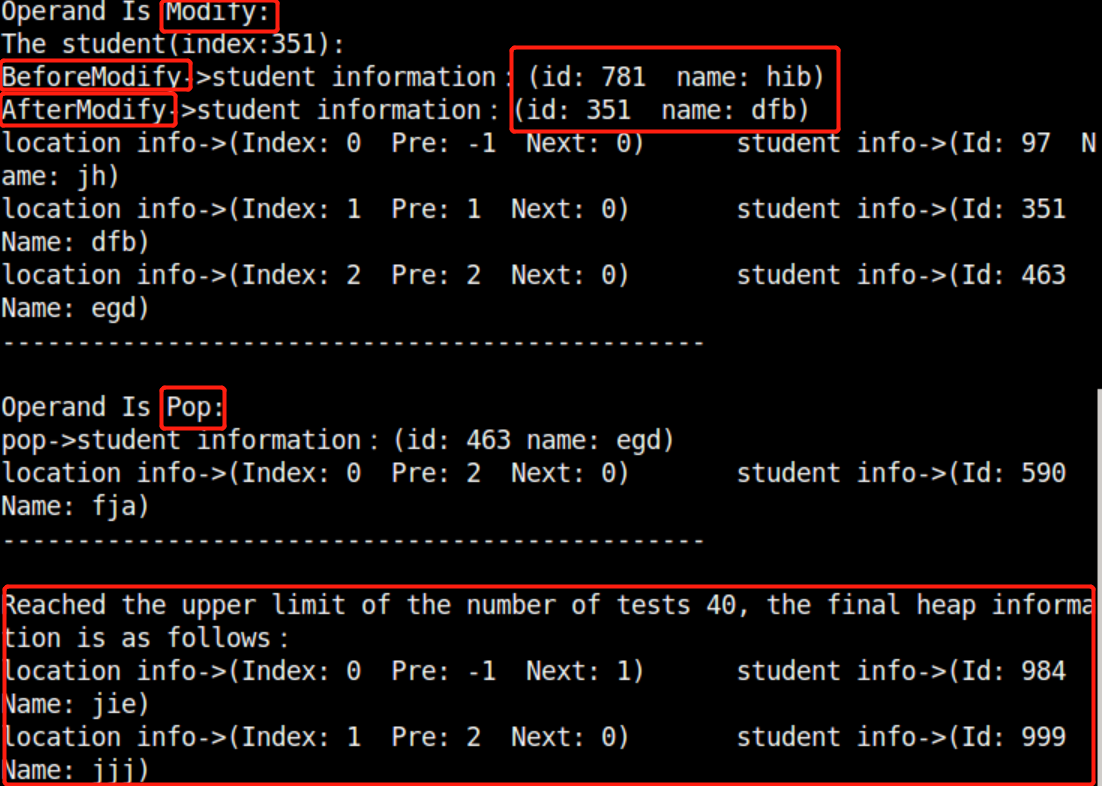 Operand Is Modify:
The student(index:351):
BeforeModify->student information：(id: 781  name: hib)
AfterModify->student information：(id: 351  name: dfb)
location info->(Index: 0  Pre: -1  Next: 0)       student info->(Id: 97  N
ame: jh)
location info->(Index: 1  Pre: 1  Next: 0)       student info->(Id: 351
Name: dfb)
location info->(Index: 2  Pre: 2  Next: 0)       student info->(Id: 463
Name: egd)
-----------------------------------------------
Operand Is Pop:
pop->student information：(id: 463 name: egd)
location info->(Index: 0  Pre: 2  Next: 0)       student info->(Id: 590
Name: fja)
-----------------------------------------------
Reached the upper limit of the number of tests 40, the final heap informa
tion is as follows：
location info->(Index: 0  Pre: -1  Next: 1)       student info->(Id: 984
Name: jie)
location info->(Index: 1  Pre: 2  Next: 0)       student info->(Id: 999
Name: jjj)